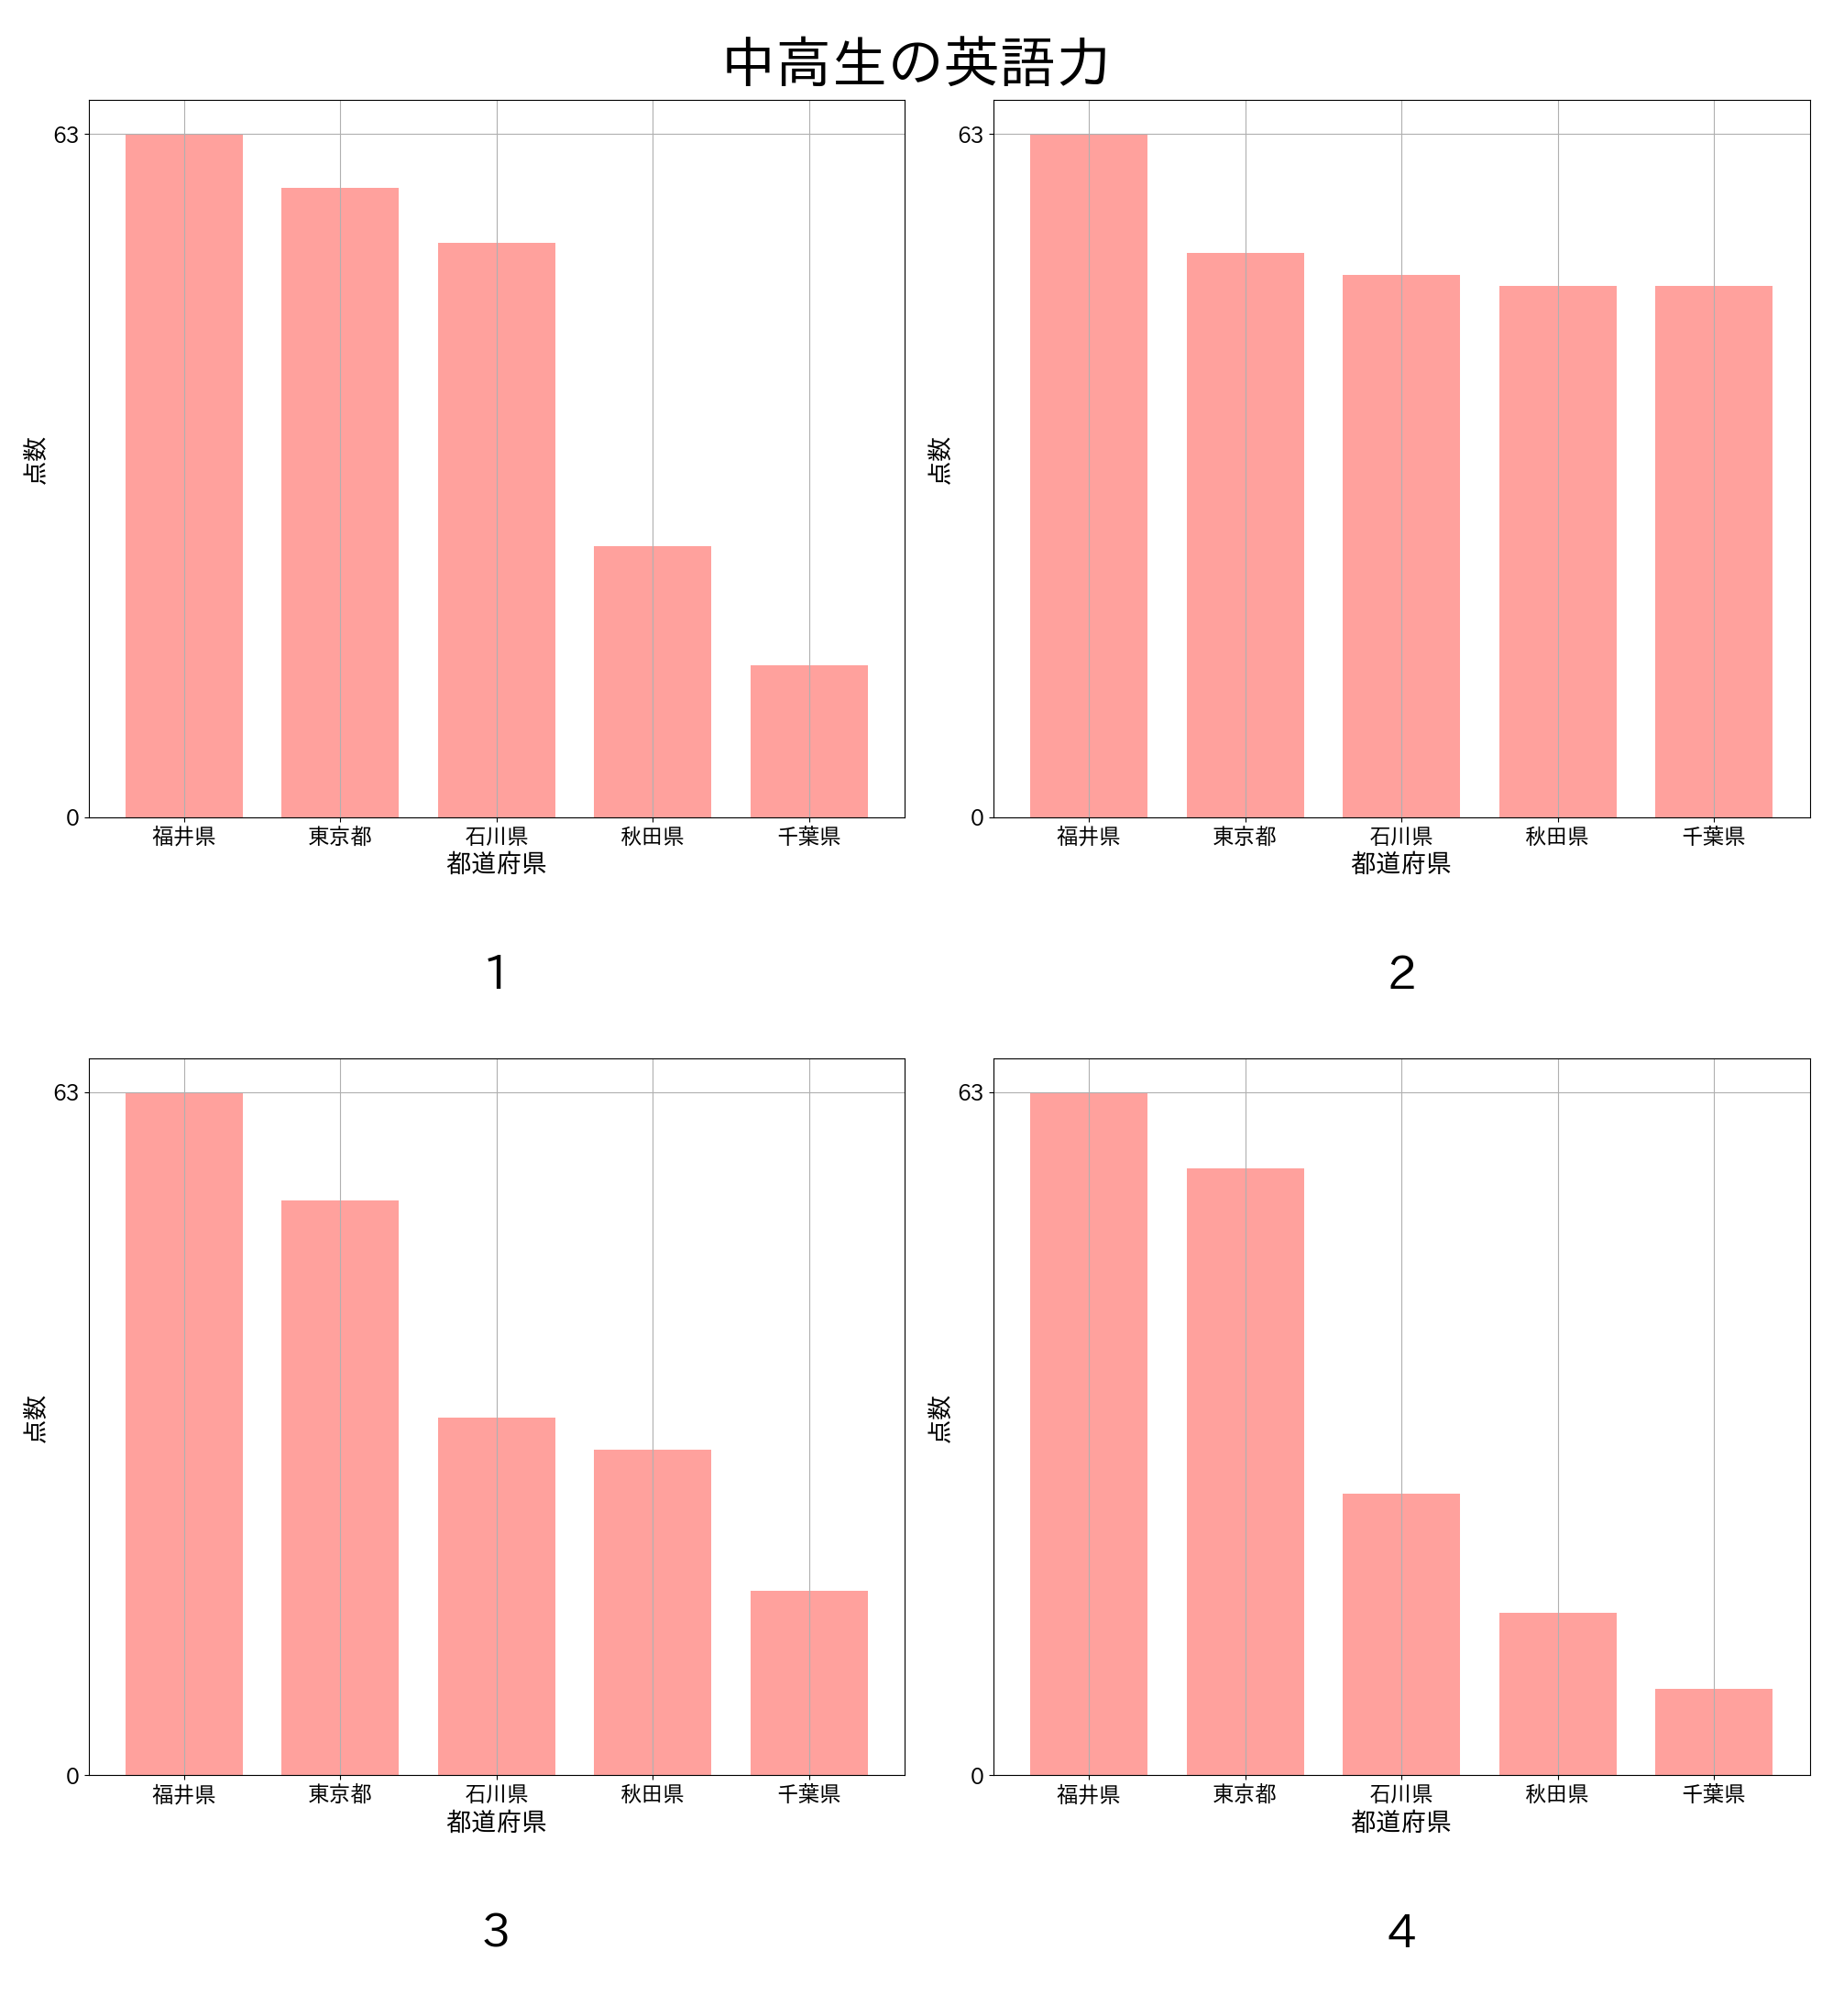 中高生の英語力
63
0
点数
福井県 東京都 石川県 秋田県 千葉県
都道府県
1
63
0
点数
福井県 東京都 石川県 秋田県 千葉県
都道府県
2
63
0
点数
福井県 東京都 石川県 秋田県 千葉県
都道府県
3
63
0
点数
福井県 東京都 石川県 秋田県 千葉県
都道府県
4